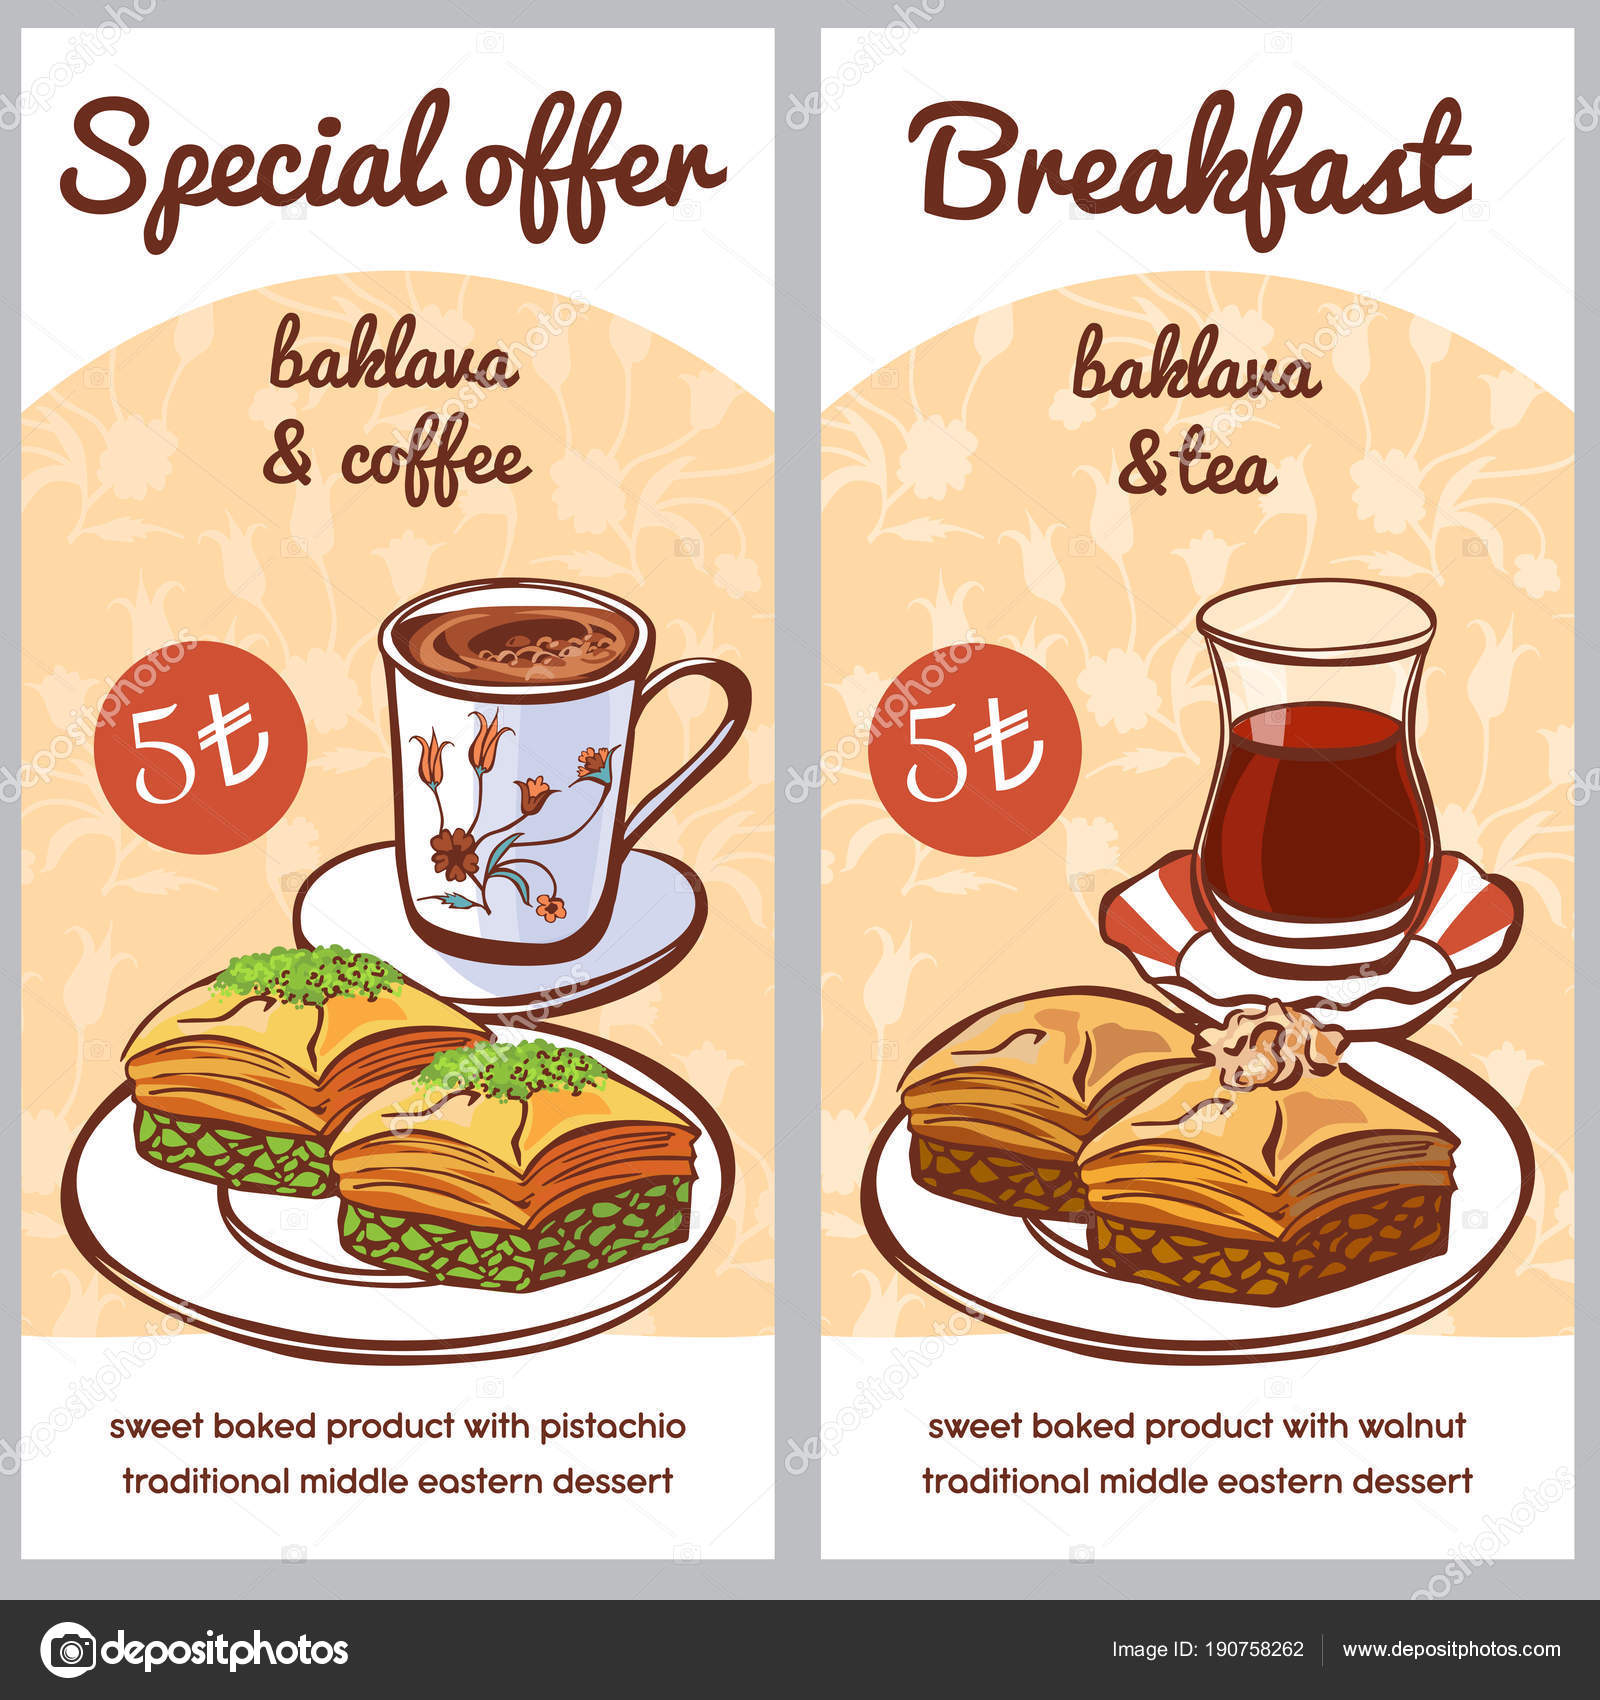 Special offer
baklava
& coffee
5₺
sweet baked product with pistachio
traditional middle eastern dessert
Breakfast
baklava
&tea
5₺
sweet baked product with walnut
traditional middle eastern dessert
depositphotos
Image ID: 190758262
www.depositphotos.com